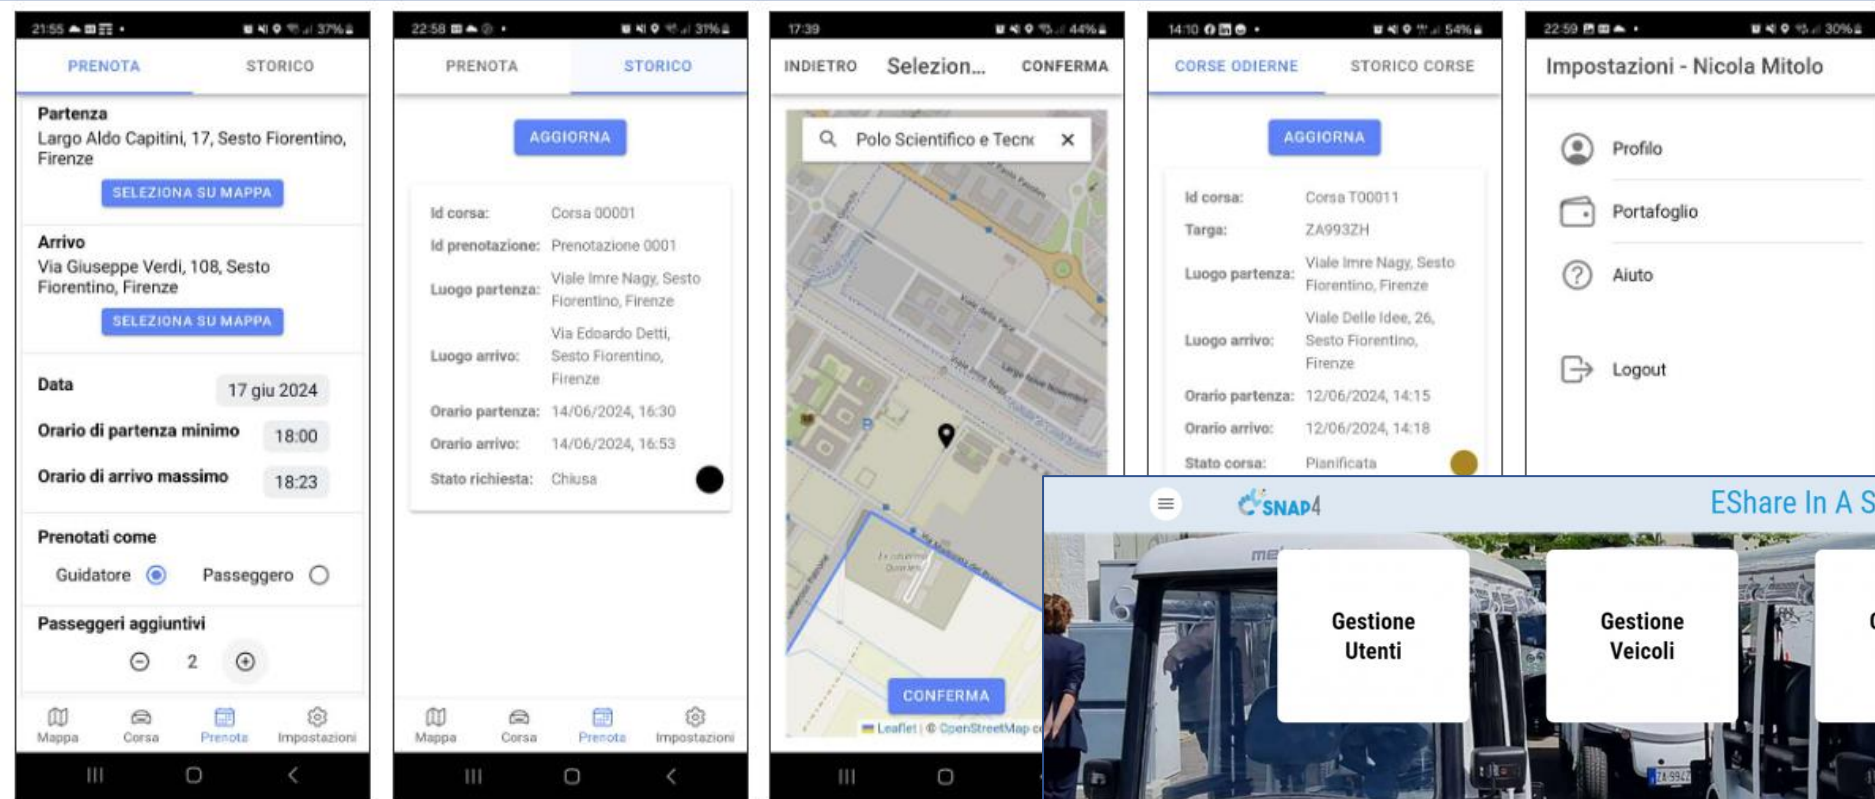 21:55
37%
PRENOTA
STORICO
Partenza
Largo Aldo Capitini, 17, Sesto Fiorentino,
Firenze
SELEZIONA SU MAPPA
Arrivo
Via Giuseppe Verdi, 108, Sesto
Fiorentino, Firenze
SELEZIONA SU MAPPA
Data
17 giu 2024
Orario di partenza minimo
18:00
Orario di arrivo massimo
18:23
Prenotati come
Guidatore
Passeggero
Passeggeri aggiuntivi
2
Mappa
Corsa
Prenota
Impostazioni
22:58
31%
PRENOTA
STORICO
AGGIORNA
Id corsa: Corsa 00001
Id prenotazione: Prenotazione 0001
Luogo partenza: Viale Imre Nagy, Sesto
Fiorentino, Firenze
Luogo arrivo: Via Edoardo Detti,
Sesto Fiorentino,
Firenze
Orario partenza: 14/06/2024, 16:30
Orario arrivo: 14/06/2024, 16:53
Stato richiesta: Chiusa
Mappa
Corsa
Prenota
Impostazioni
17:39
44%
INDIETRO
Selezion...
CONFERMA
Polo Scientifico e Tecn
Viale della Pace
Viale Imre Nagy
P
CONFERMA
Leaflet | © OpenStreetMap
14:10
54%
CORSE ODIERNE
STORICO CORSE
AGGIORNA
Id corsa: Corsa T00011
Targa: ZA993ZH
Luogo partenza: Viale Imre Nagy, Sesto
Fiorentino, Firenze
Luogo arrivo: Viale Delle Idee, 26,
Sesto Fiorentino,
Firenze
Orario partenza: 12/06/2024, 14:15
Orario arrivo: 12/06/2024, 14:18
Stato corsa: Pianificata
22:59
30%
Impostazioni - Nicola Mitolo
Profilo
Portafoglio
Aiuto
Logout
SNAP4
EShare In A S
Gestione
Utenti
Gestione
Veicoli